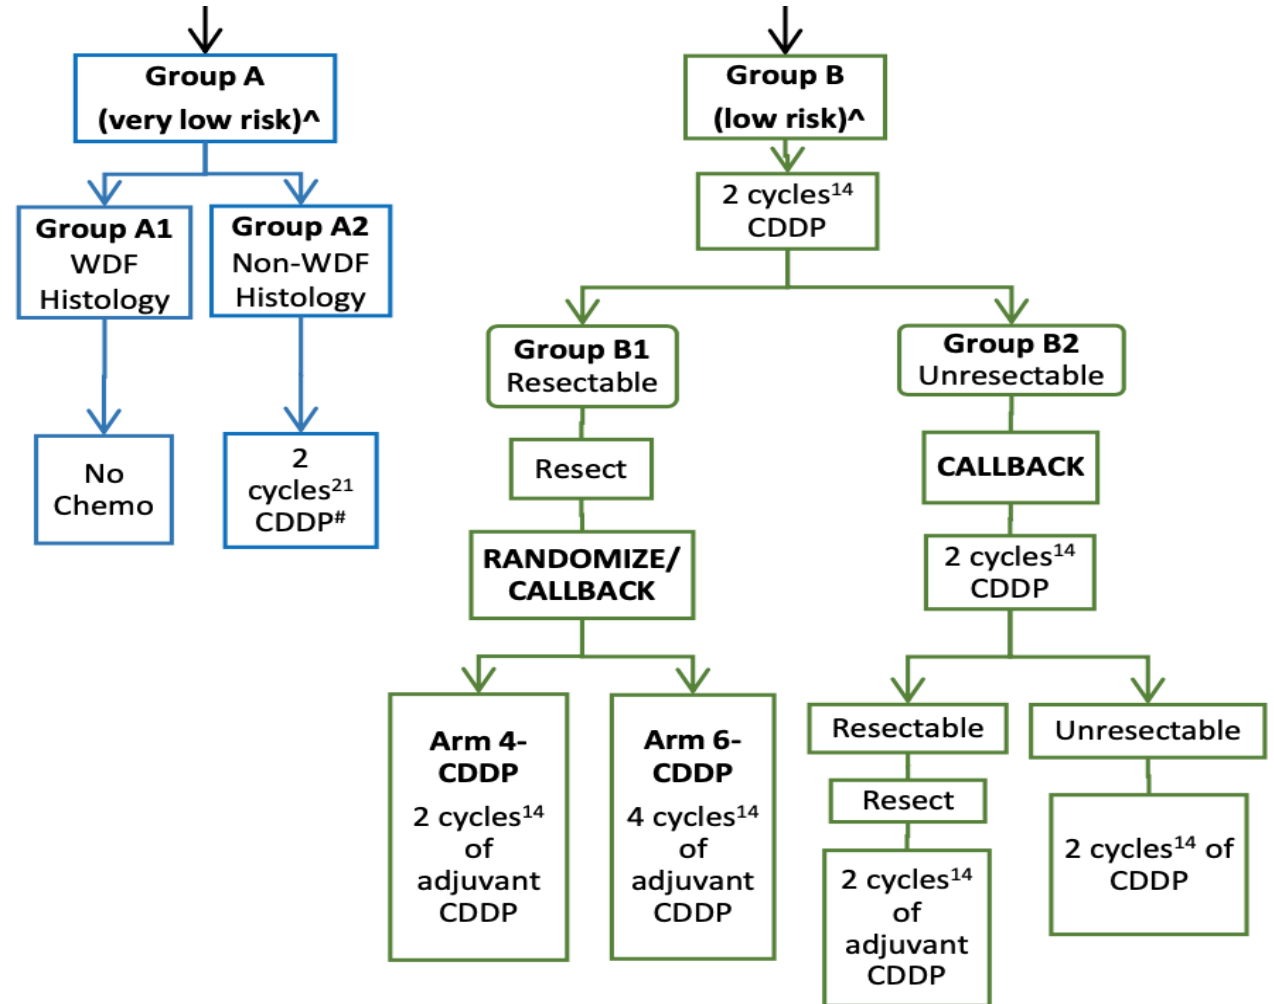 Group A
(very low risk)^
Group A1
WDF
Histology
Group A2
Non-WDF
Histology
No
Chemo
2
cycles²¹
CDDP#
Group B
(low risk)^
2 cycles¹⁴
CDDP
Group B1
Resectable
Resect
RANDOMIZE/
CALLBACK
Arm 4-
CDDP
2 cycles¹⁴
of
adjuvant
CDDP
Arm 6-
CDDP
4 cycles¹⁴
of
adjuvant
CDDP
Group B2
Unresectable
CALLBACK
2 cycles¹⁴
CDDP
Resectable
Resect
2 cycles¹⁴
of
adjuvant
CDDP
Unresectable
2 cycles¹⁴ of
CDDP